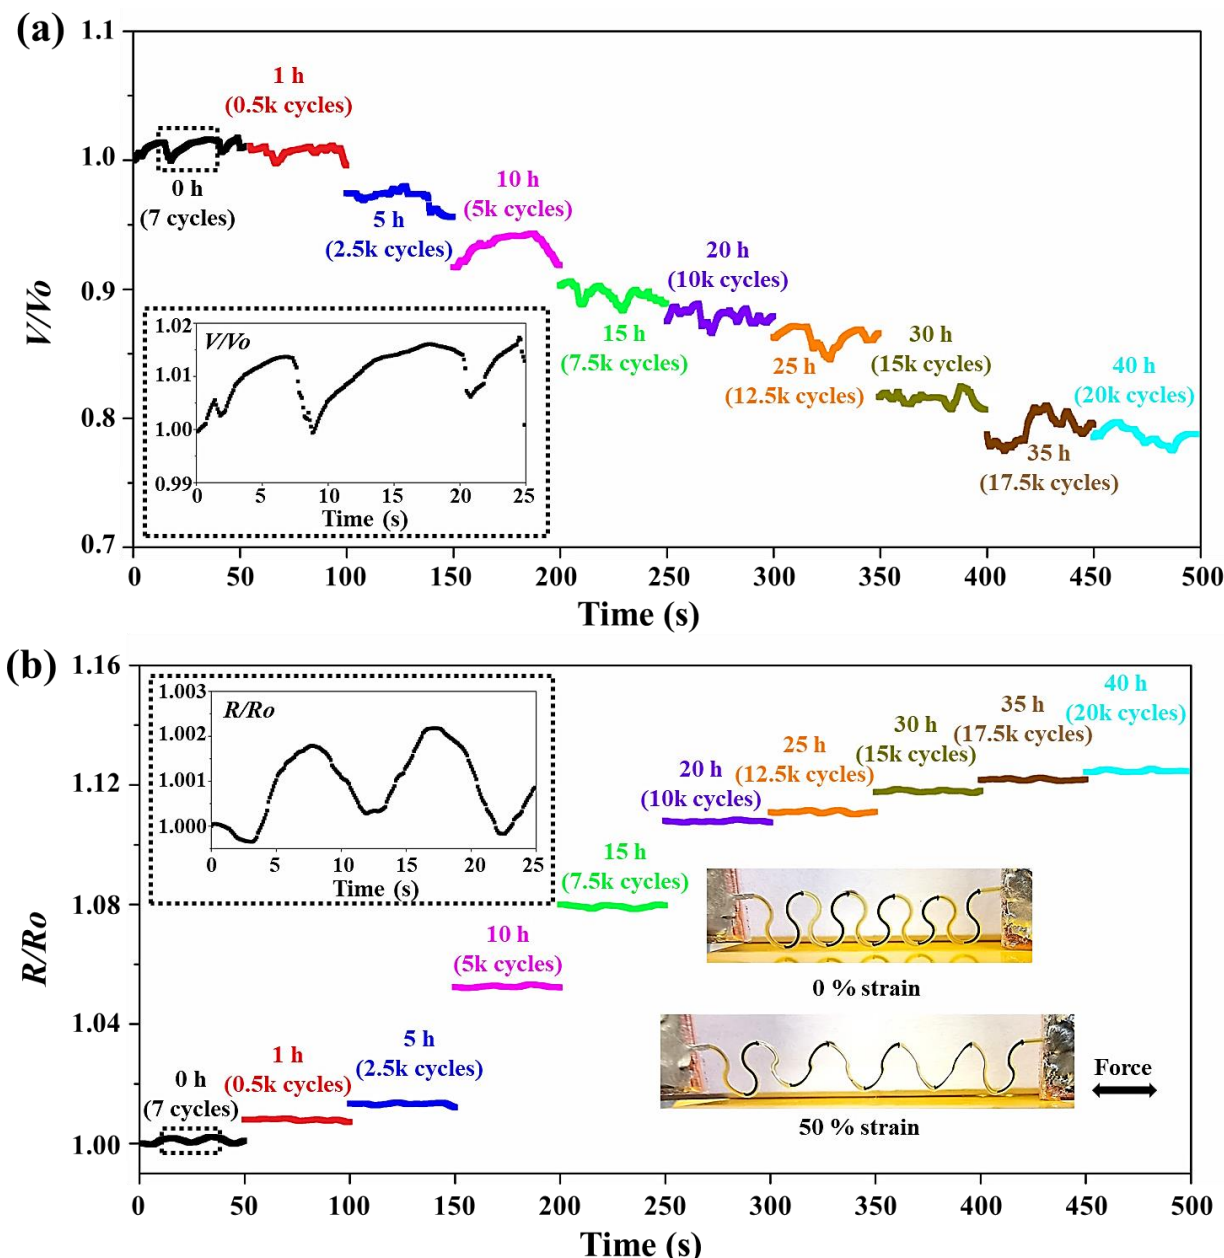 (a)
1.1
1.0
0.9
0.8
0.7
V/Vo
1 h
(0.5k cycles)
0 h
(7 cycles)
5 h
(2.5k cycles)
10 h
(5k cycles)
15 h
(7.5k cycles)
20 h
(10k cycles)
25 h
(12.5k cycles)
30 h
(15k cycles)
35 h
(17.5k cycles)
40 h
(20k cycles)
1.02
1.01
1.00
0.99
V/Vo
0 5 10 15 20 25
Time (s)
0 50 100 150 200 250 300 350 400 450 500
Time (s)
(b)
1.16
1.12
1.08
1.04
1.00
R/Ro
1.003
1.002
1.001
1.000
R/Ro
0 5 10 15 20 25
Time (s)
0 h
(7 cycles)
1 h
(0.5k cycles)
5 h
(2.5k cycles)
10 h
(5k cycles)
15 h
(7.5k cycles)
20 h
(10k cycles)
25 h
(12.5k cycles)
30 h
(15k cycles)
35 h
(17.5k cycles)
40 h
(20k cycles)
0 % strain
50 % strain
Force
0 50 100 150 200 250 300 350 400 450 500
Time (s)